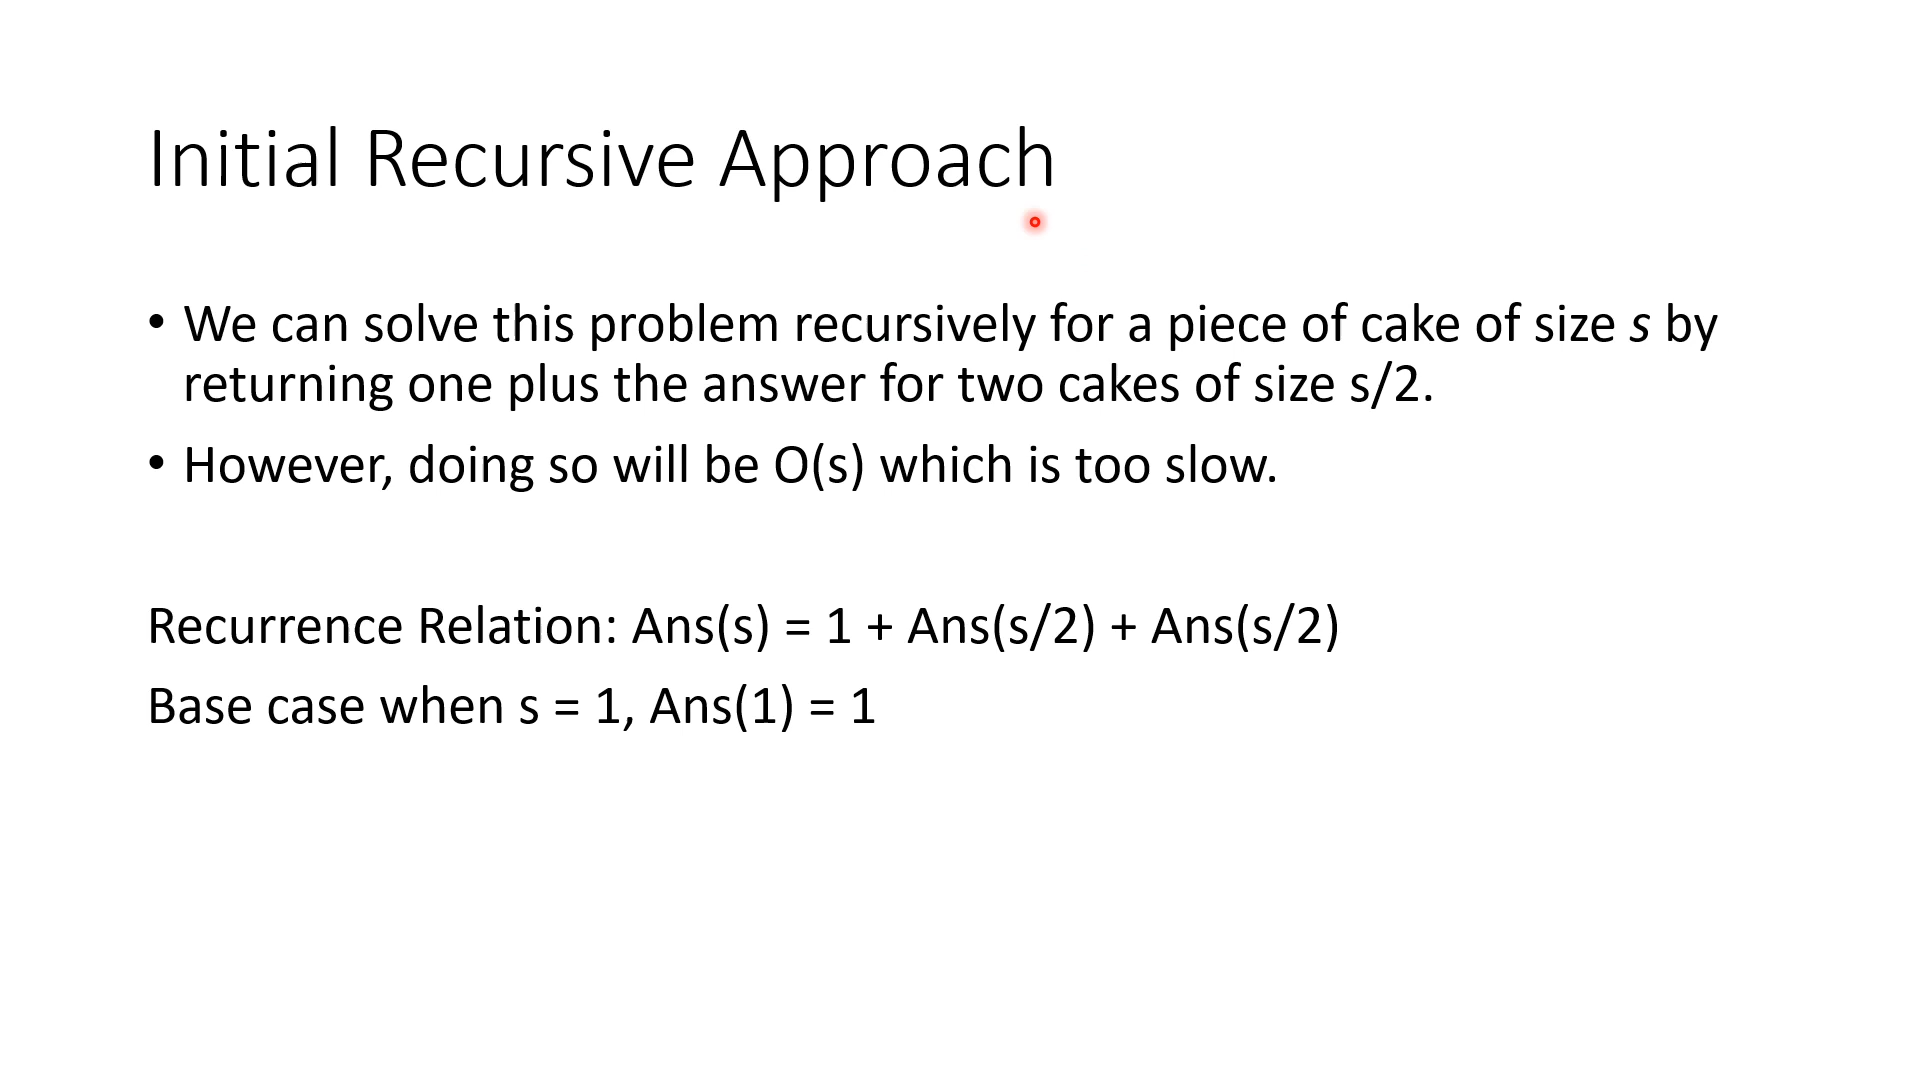 Initial Recursive Approach
• We can solve this problem recursively for a piece of cake of size s by
returning one plus the answer for two cakes of size s/2.
• However, doing so will be O(s) which is too slow.
Recurrence Relation: Ans(s) = 1 + Ans(s/2) + Ans(s/2)
Base case when s = 1, Ans(1) = 1